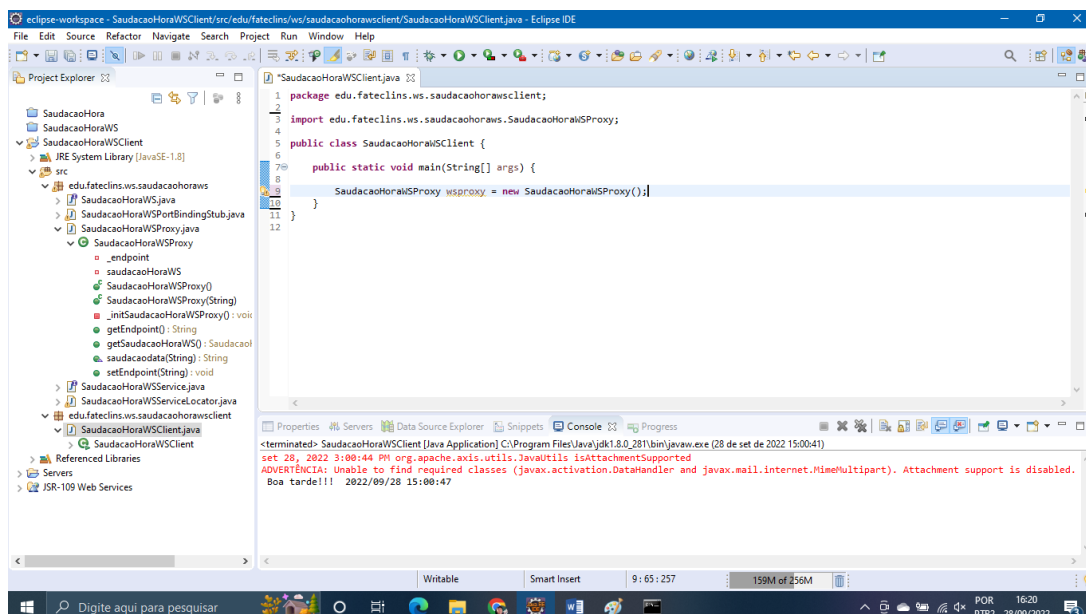 eclipse-workspace - SaudacaoHoraWSClient/src/edu/fateclins/ws/saudacaohorawsclient/SaudacaoHoraWSClient.java - Eclipse IDE
File Edit Source Refactor Navigate Search Project Run Window Help
Project Explorer
SaudacaoHora
SaudacaoHoraWS
SaudacaoHoraWSClient
JRE System Library [JavaSE-1.8]
src
edu.fateclins.ws.saudacaohoraws
SaudacaoHoraWS.java
SaudacaoHoraWSPortBindingStub.java
SaudacaoHoraWSProxy.java
SaudacaoHoraWSProxy
_endpoint
saudacaoHoraWS
SaudacaoHoraWSProxy()
SaudacaoHoraWSProxy(String)
_initSaudacaoHoraWSProxy() : voic
getEndpoint() : String
getSaudacaoHoraWS() : Saudacaol
saudacaodata(String) : String
setEndpoint(String) : void
SaudacaoHoraWSService.java
SaudacaoHoraWSServiceLocator.java
edu.fateclins.ws.saudacaohorawsclient
SaudacaoHoraWSClient.java
SaudacaoHoraWSClient
Referenced Libraries
Servers
JSR-109 Web Services
*SaudacaoHoraWSClient.java
1 package edu.fateclins.ws.saudacaohorawsclient;
2
3 import edu.fateclins.ws.saudacaohoraws.SaudacaoHoraWSProxy;
4
5 public class SaudacaoHoraWSClient {
6
7 public static void main(String[] args) {
8
9 SaudacaoHoraWSProxy wsproxy = new SaudacaoHoraWSProxy();
10 }
11 }
12
Properties Servers Data Source Explorer Snippets Console Progress
<terminated> SaudacaoHoraWSClient [Java Application] C:\Program Files\Java\jdk1.8.0_281\bin\javaw.exe (28 de set de 2022 15:00:41)
set 28, 2022 3:00:44 PM org.apache.axis.utils.JavaUtils isAttachmentSupported
ADVERTÊNCIA: Unable to find required classes (javax.activation.DataHandler and javax.mail.internet.MimeMultipart). Attachment support is disabled.
Boa tarde!!! 2022/09/28 15:00:47
Writable Smart Insert 9 : 65 : 257 159M of 256M
Digite aqui para pesquisar
POR 16:20
PTB2 28/09/2022